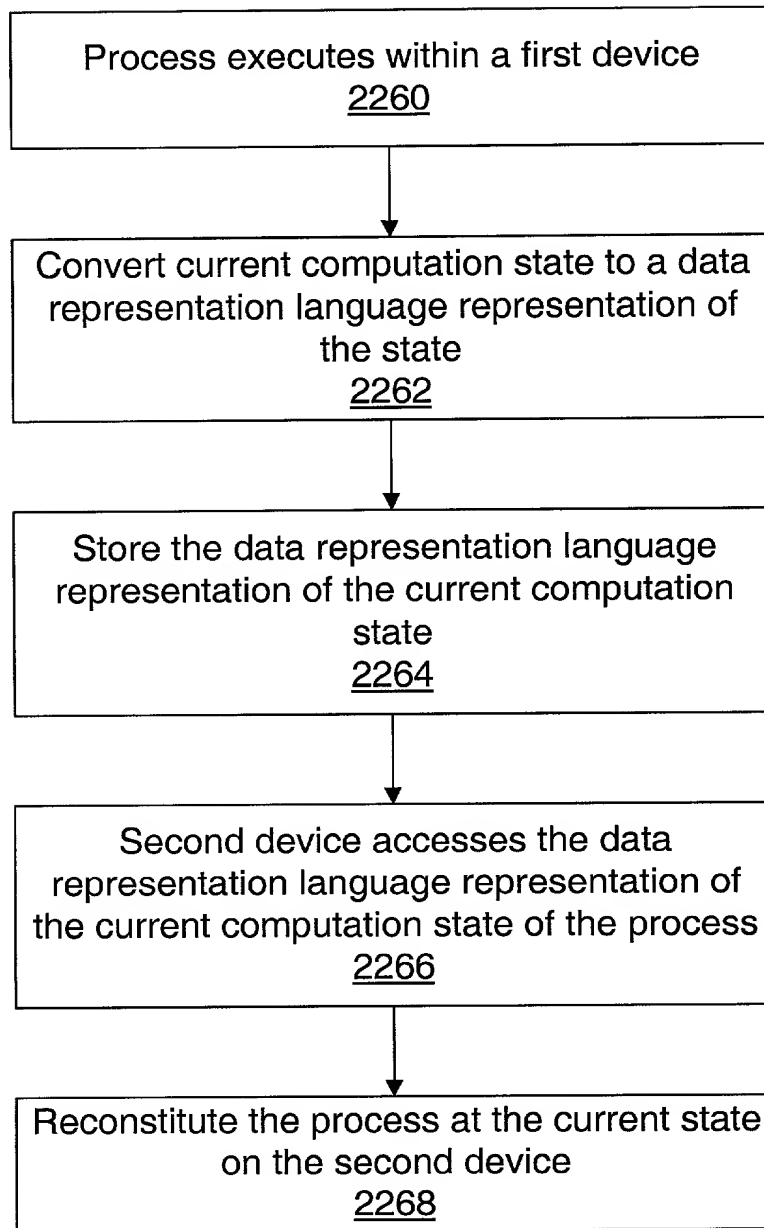 Process executes within a first device
2260
Convert current computation state to a data
representation language representation of
the state
2262
Store the data representation language
representation of the current computation
state
2264
Second device accesses the data
representation language representation of
the current computation state of the process
2266
Reconstitute the process at the current state
on the second device
2268